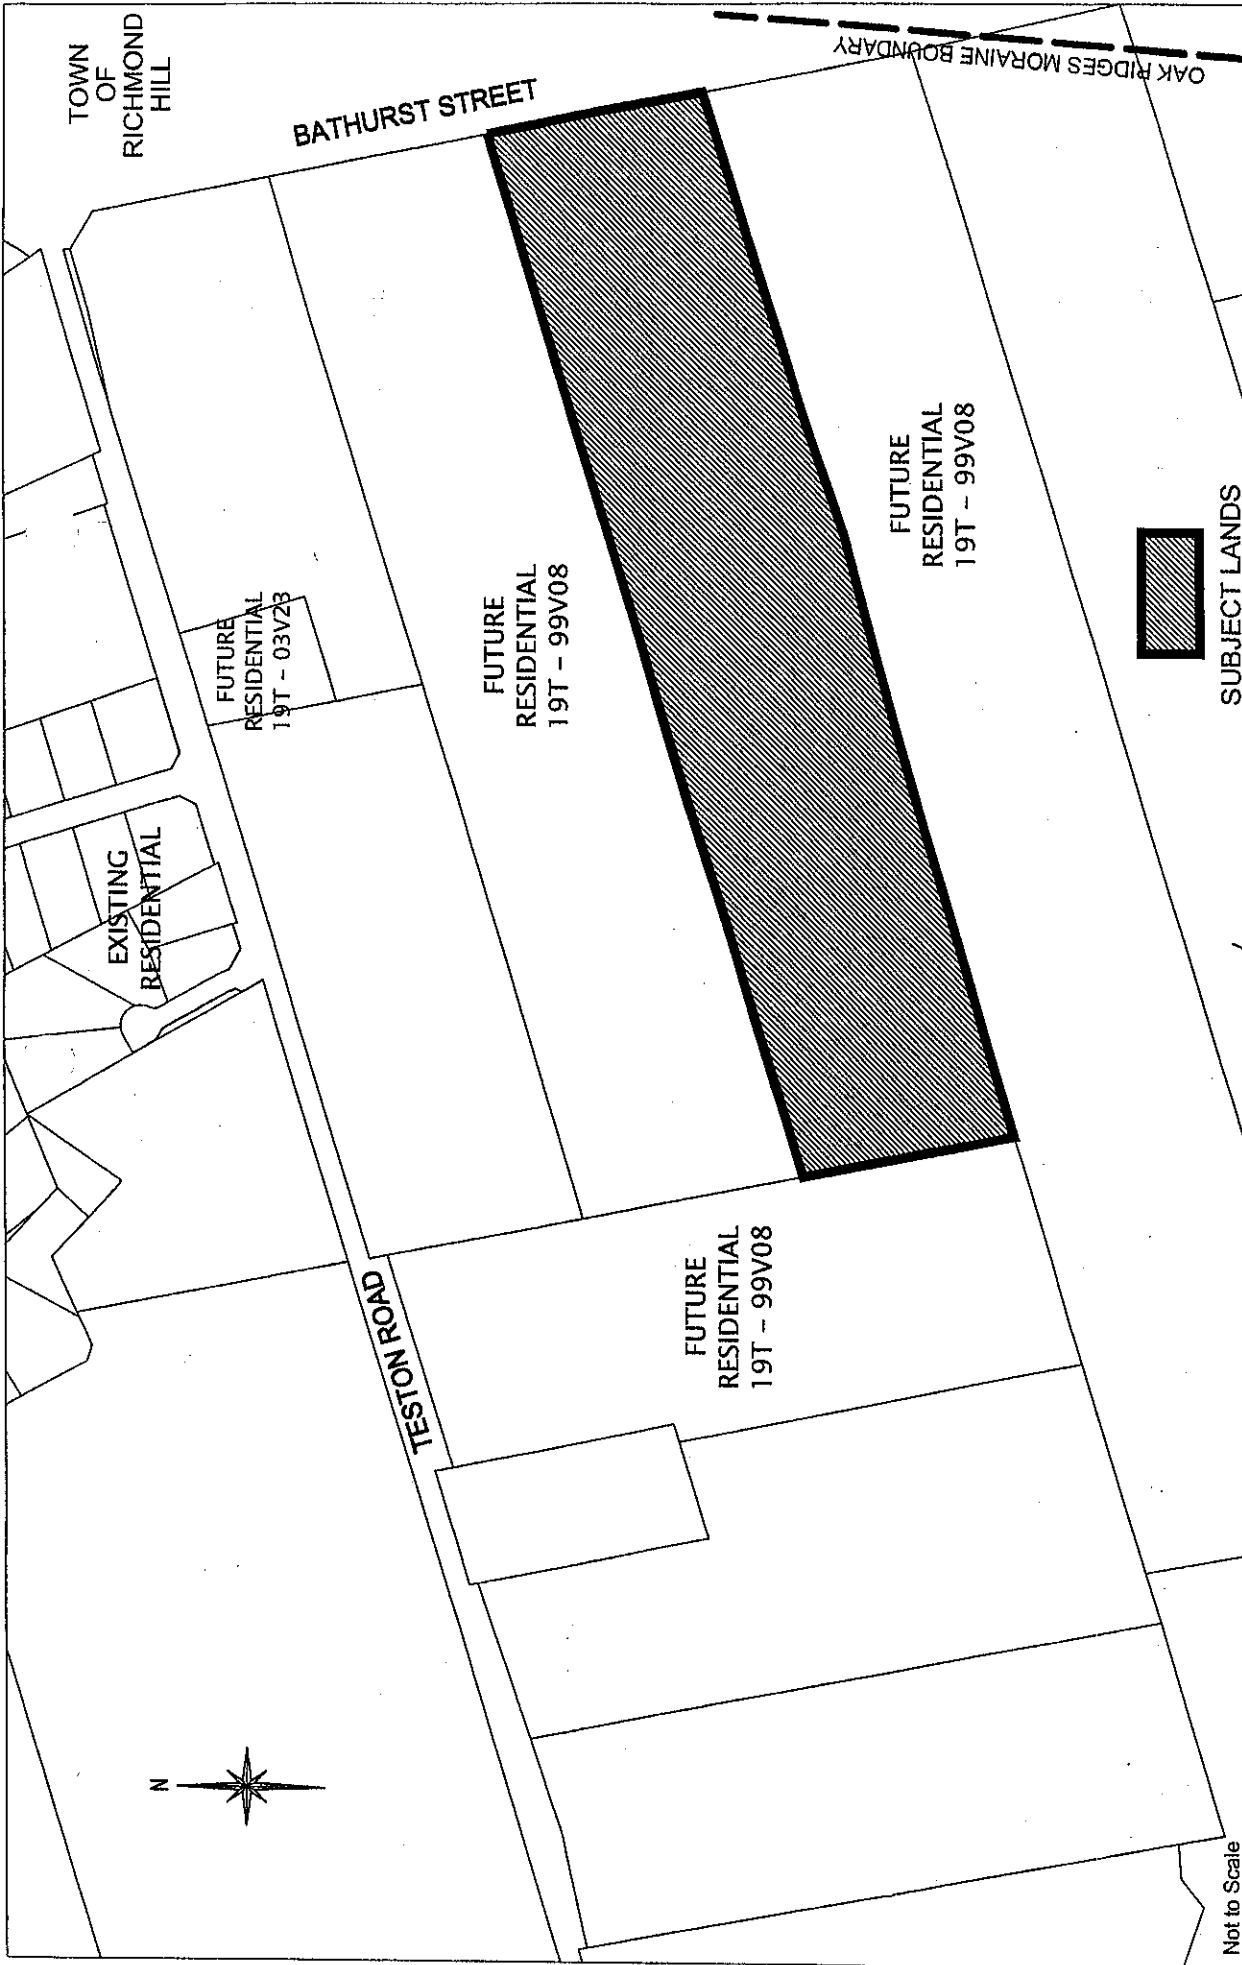 TOWN
OF
RICHMOND
HILL
BATHURST STREET
OAK RIDGES MORAINE BOUNDARY
FUTURE
RESIDENTIAL
19T - 03V23
EXISTING
RESIDENTIAL
FUTURE
RESIDENTIAL
19T - 99V08
FUTURE
RESIDENTIAL
19T - 99V08
TESTON ROAD
FUTURE
RESIDENTIAL
19T - 99V08
N
SUBJECT LANDS
Not to Scale